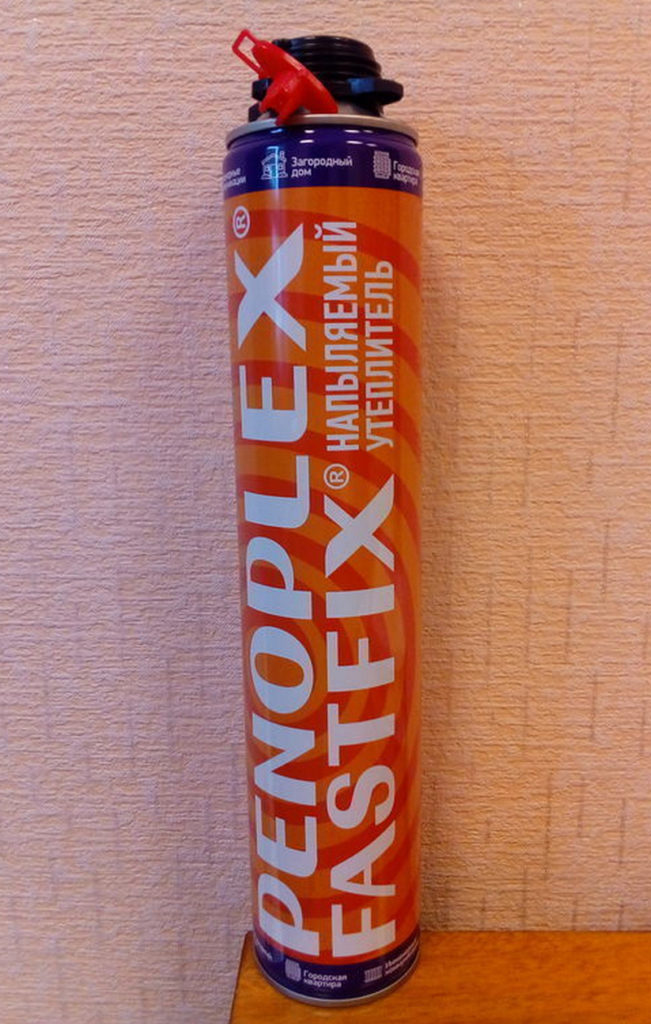 Загородный
дом
Городская
квартира
PENOPLEX®
FASTFIX®
НАПЫЛЯЕМЫЙ
УТЕПЛИТЕЛЬ
Городская
квартира